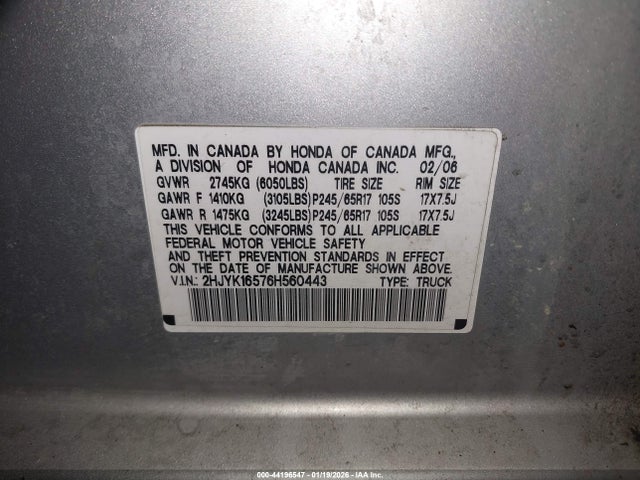 MFD. IN CANADA BY HONDA OF CANADA MFG.,
A DIVISION OF HONDA CANADA INC. 02/06
GVWR 2745KG (6050LBS) TIRE SIZE RIM SIZE
GAWR F 1410KG (3105LBS)P245/65R17 105S 17X7.5J
GAWR R 1475KG (3245LBS)P245/65R17 105S 17X7.5J
THIS VEHICLE CONFORMS TO ALL APPLICABLE
FEDERAL MOTOR VEHICLE SAFETY
AND THEFT PREVENTION STANDARDS IN EFFECT
ON THE DATE OF MANUFACTURE SHOWN ABOVE.
V.I.N.: 2HJYK16576H560443 TYPE: TRUCK
000-44196547 - 01/19/2026 - IAA Inc.